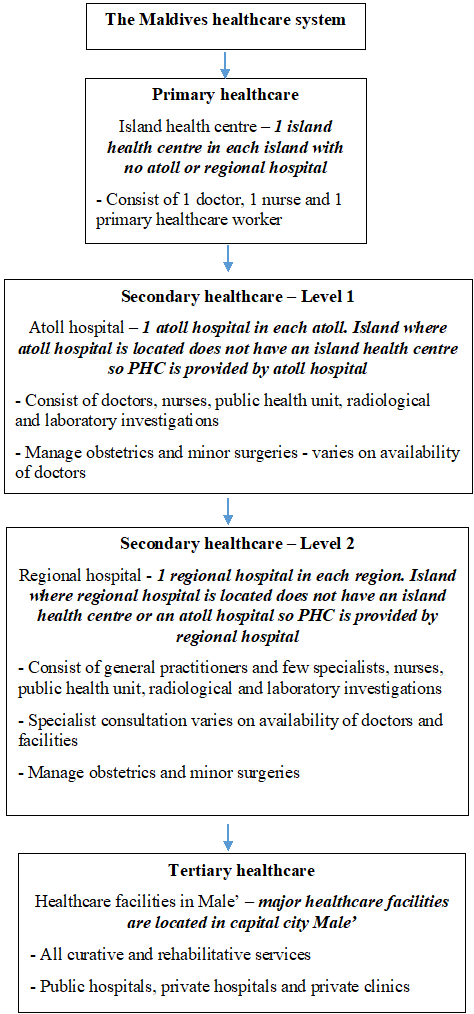 The Maldives healthcare system
Primary healthcare
Island health centre – 1 island
health centre in each island with
no atoll or regional hospital
- Consist of 1 doctor, 1 nurse and 1
primary healthcare worker
Secondary healthcare – Level 1
Atoll hospital – 1 atoll hospital in each atoll. Island where
atoll hospital is located does not have an island health centre
so PHC is provided by atoll hospital
- Consist of doctors, nurses, public health unit, radiological
and laboratory investigations
- Manage obstetrics and minor surgeries - varies on availability
of doctors
Secondary healthcare – Level 2
Regional hospital - 1 regional hospital in each region. Island
where regional hospital is located does not have an island
health centre or an atoll hospital so PHC is provided by
regional hospital
- Consist of general practitioners and few specialists, nurses,
public health unit, radiological and laboratory investigations
- Specialist consultation varies on availability of doctors and
facilities
- Manage obstetrics and minor surgeries
Tertiary healthcare
Healthcare facilities in Male’ – major healthcare facilities
are located in capital city Male’
- All curative and rehabilitative services
- Public hospitals, private hospitals and private clinics